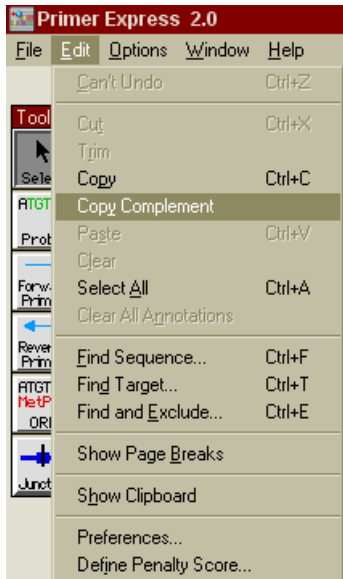 Primer Express 2.0
File Edit Options Window Help
Can't Undo Ctrl+Z
Tool
Cut Ctrl+X
Trim
Sele
Copy Ctrl+C
ATGT
Copy Complement
Prob
Paste Ctrl+V
Clear
Forw
Prim
Select All Ctrl+A
Clear All Annotations
Rever
Prim
Find Sequence... Ctrl+F
ATGT
Find Target... Ctrl+T
MetP
ORI
Find and Exclude... Ctrl+E
Show Page Breaks
Junct
Show Clipboard
Preferences...
Define Penalty Score...